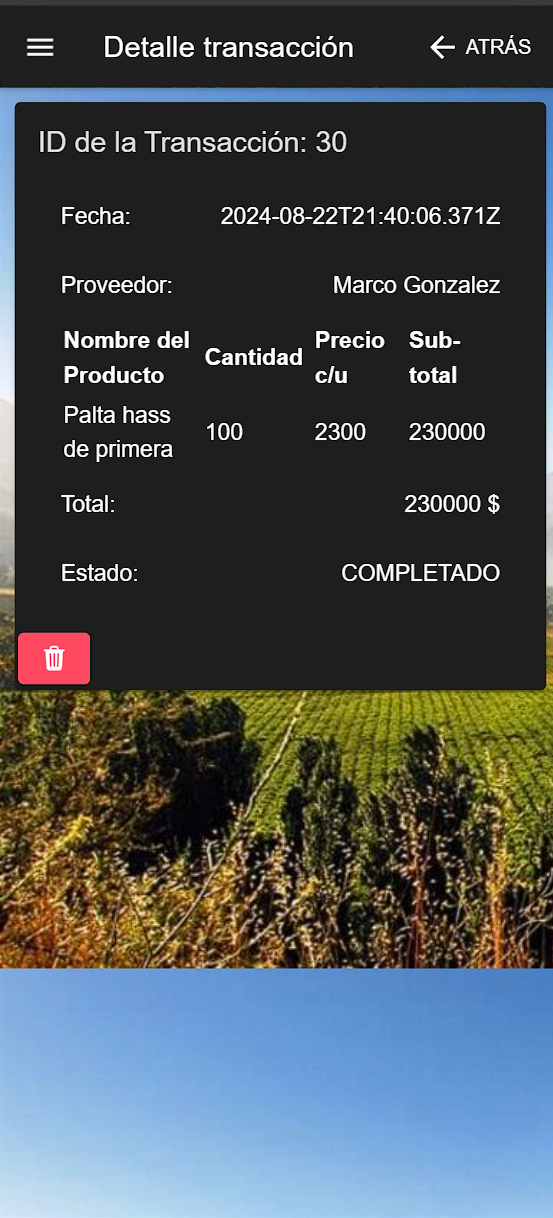 Detalle transacción
ATRÁS
ID de la Transacción: 30
Fecha: 2024-08-22T21:40:06.371Z
Proveedor: Marco Gonzalez
Nombre del Producto Cantidad Precio c/u Sub-total
Palta hass de primera 100 2300 230000
Total: 230000 $
Estado: COMPLETADO